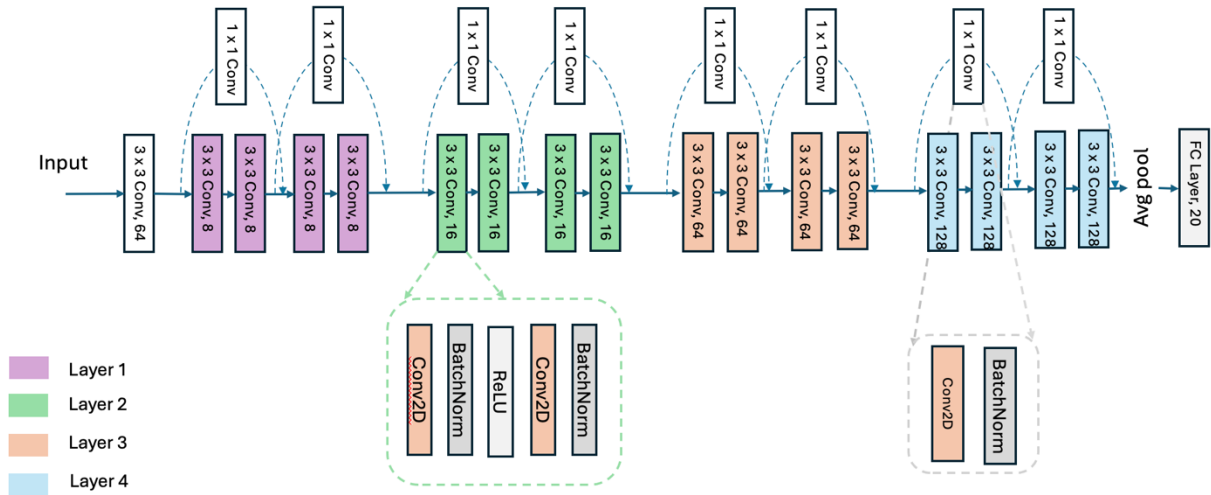 1 x 1 Conv
1 x 1 Conv
1 x 1 Conv
1 x 1 Conv
1 x 1 Conv
1 x 1 Conv
1 x 1 Conv
1 x 1 Conv
Input
3 x 3 Conv, 64
3 x 3 Conv, 8
3 x 3 Conv, 8
3 x 3 Conv, 8
3 x 3 Conv, 8
3 x 3 Conv, 16
3 x 3 Conv, 16
3 x 3 Conv, 16
3 x 3 Conv, 16
3 x 3 Conv, 64
3 x 3 Conv, 64
3 x 3 Conv, 64
3 x 3 Conv, 64
3 x 3 Conv, 128
3 x 3 Conv, 128
3 x 3 Conv, 128
3 x 3 Conv, 128
Avg pool
FC Layer, 20
Conv2D
BatchNorm
ReLU
Conv2D
BatchNorm
Conv2D
BatchNorm
Layer 1
Layer 2
Layer 3
Layer 4